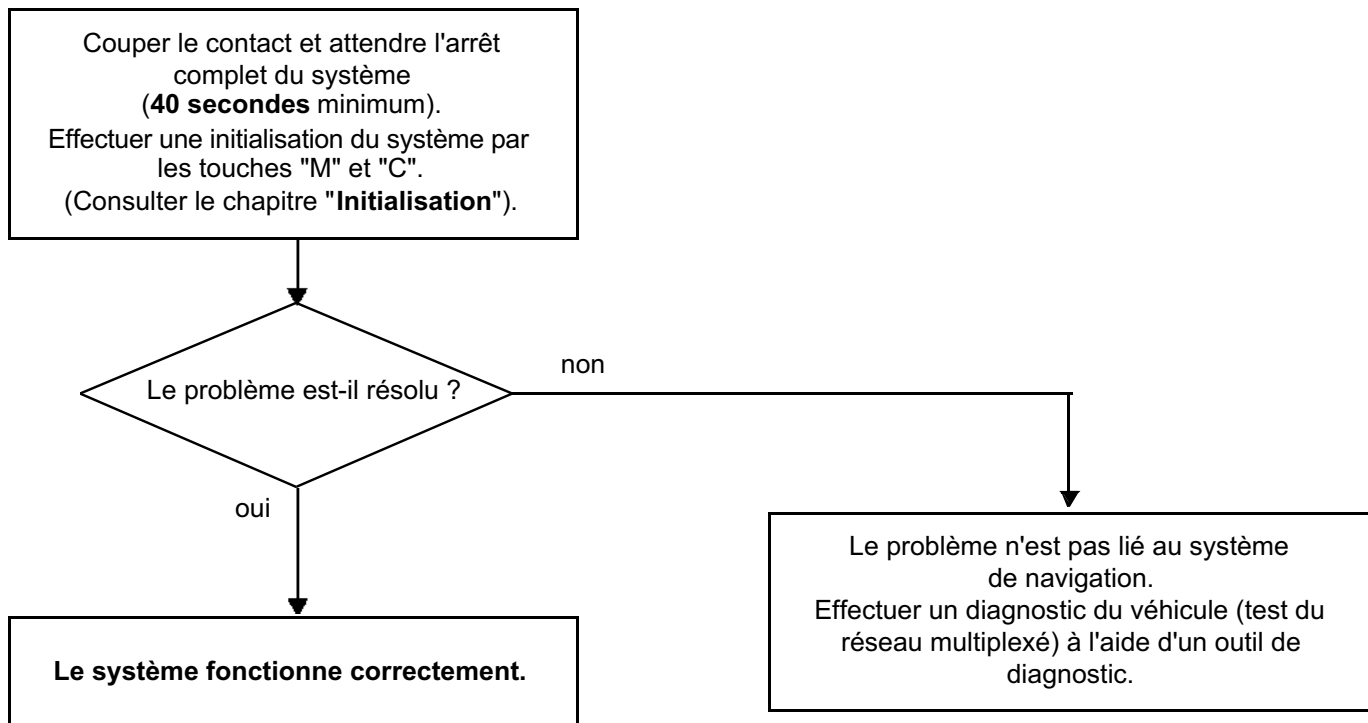 Couper le contact et attendre l'arrêt
complet du système
(40 secondes minimum).
Effectuer une initialisation du système par
les touches "M" et "C".
(Consulter le chapitre "Initialisation").
Le problème est-il résolu ?
non
oui
Le problème n'est pas lié au système
de navigation.
Effectuer un diagnostic du véhicule (test du
réseau multiplexé) à l'aide d'un outil de
diagnostic.
Le système fonctionne correctement.